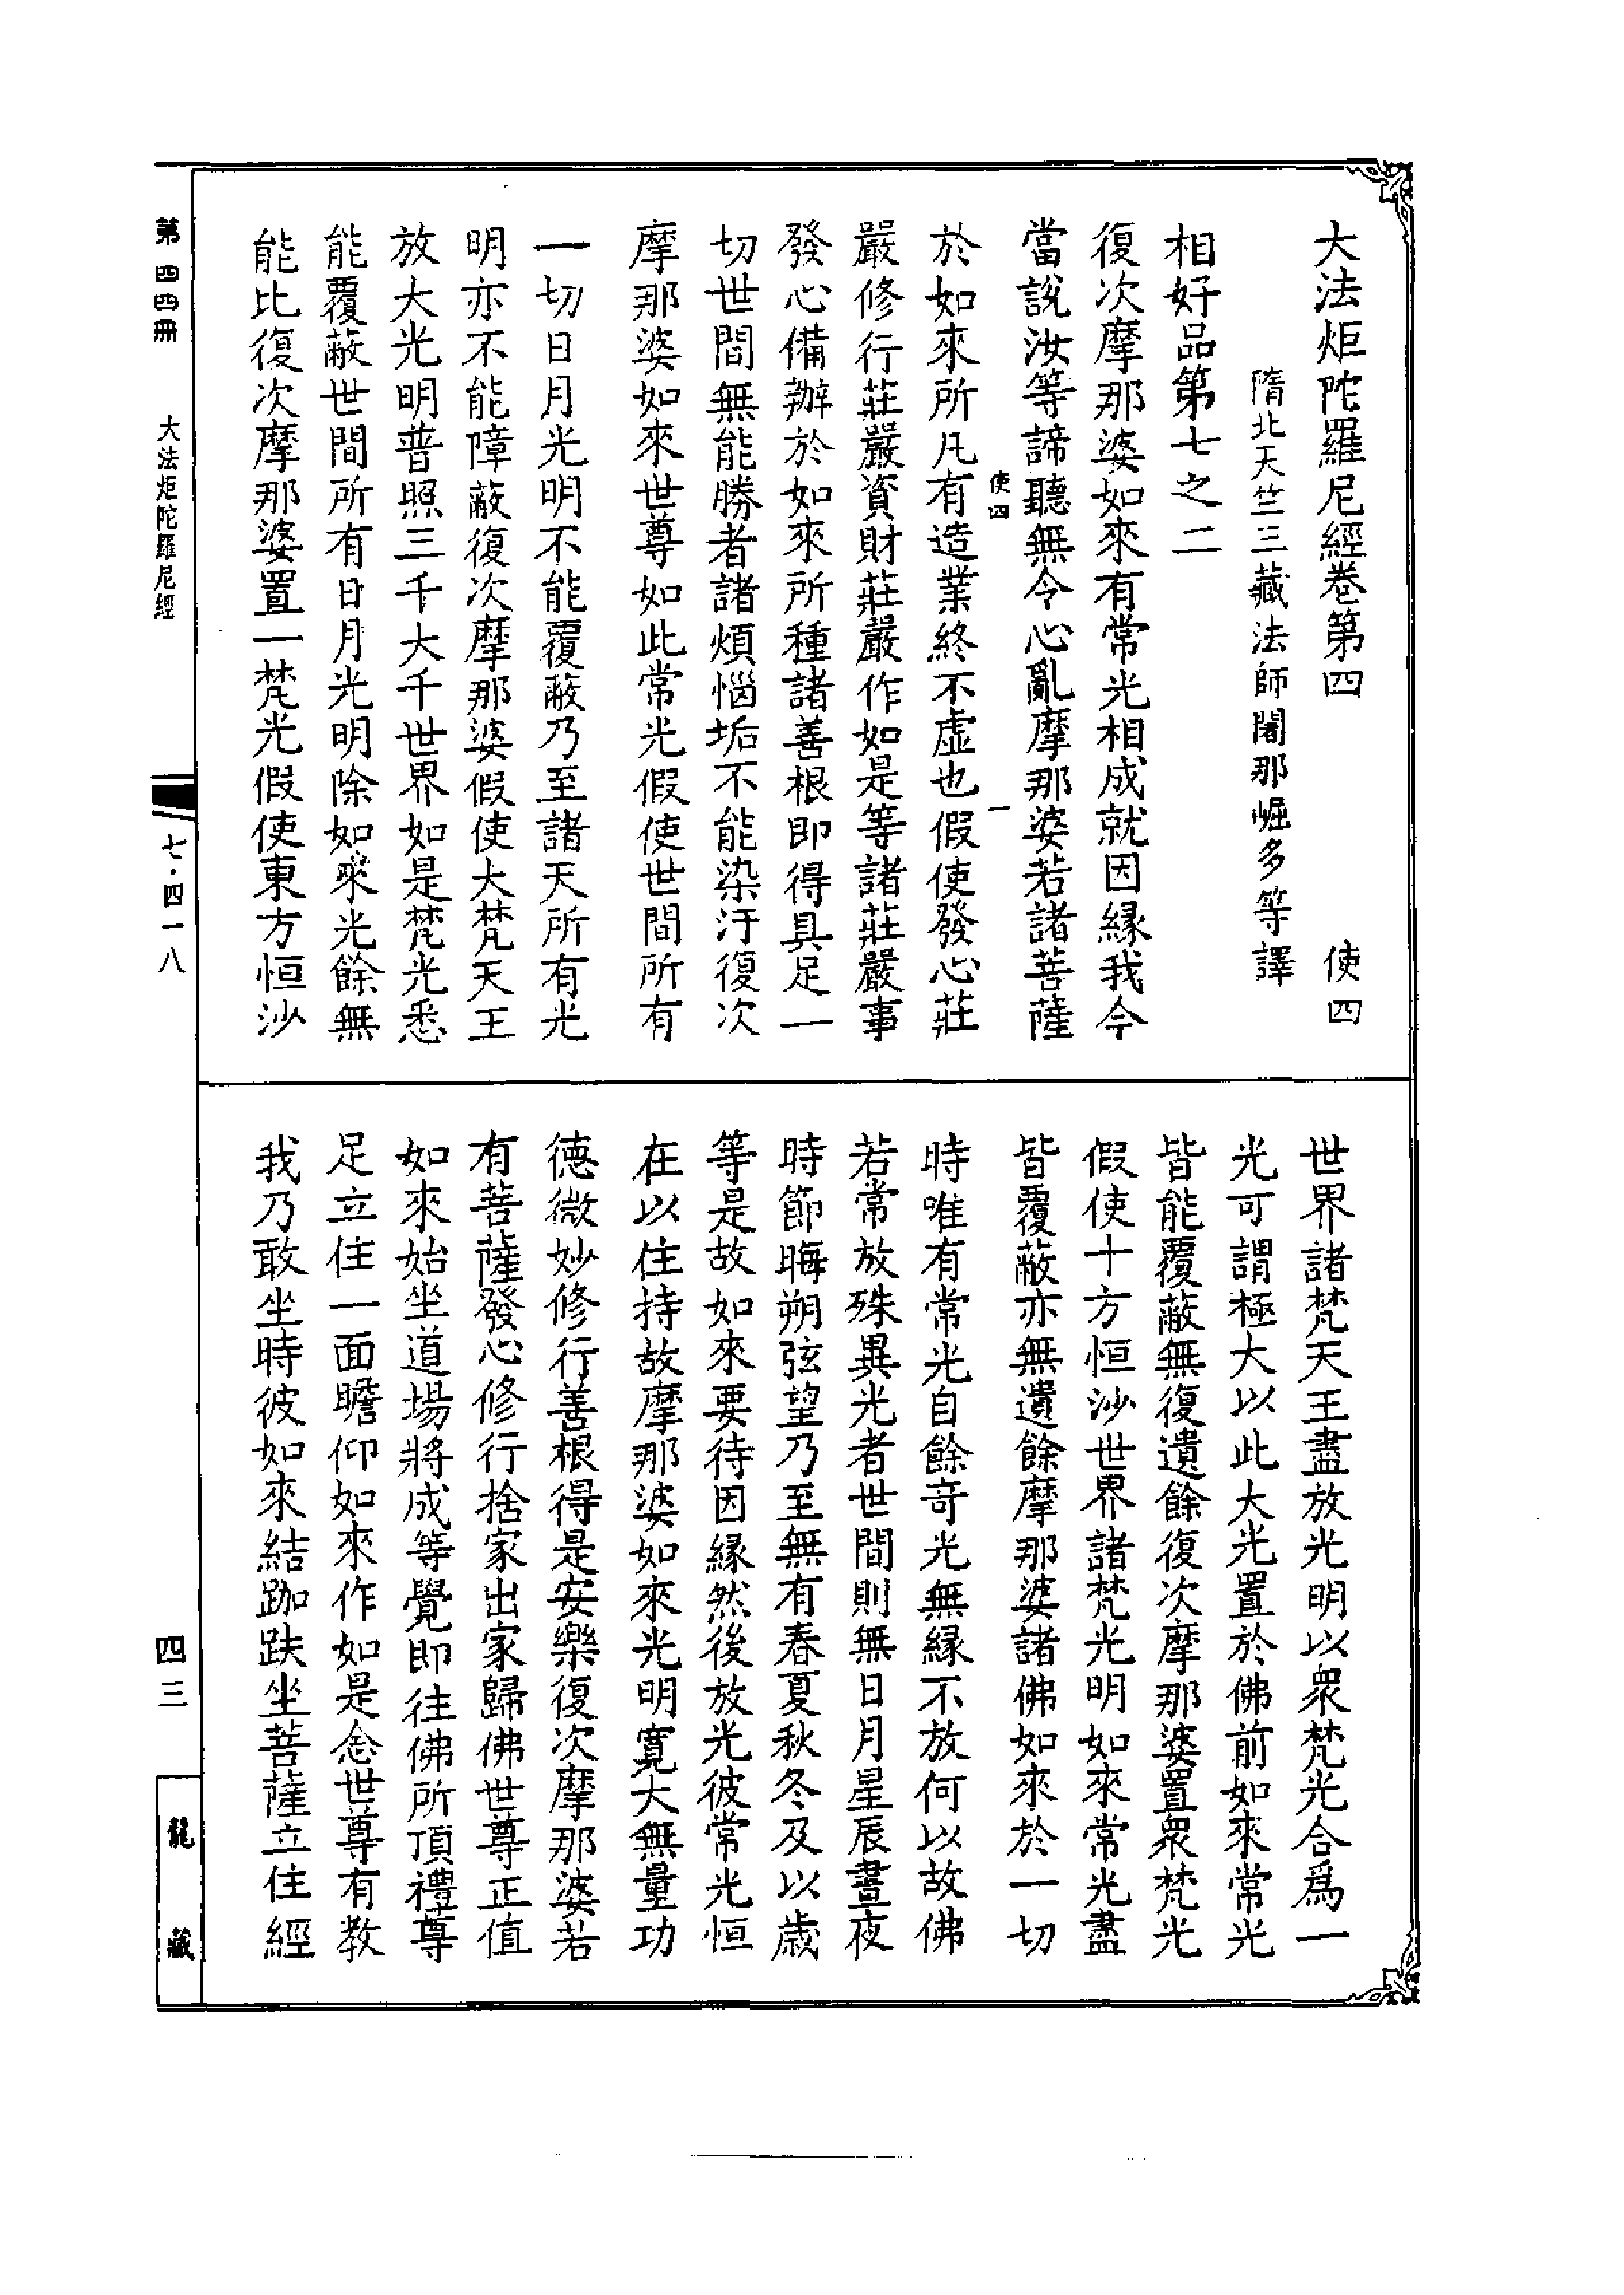 大法炬陀羅尼經卷第四　使四
隋北天竺三藏法師闍那崛多等譯
相好品第七之二
復次摩那婆如來有常光相成就因緣我今
當說汝等諦聽無令心亂摩那婆若諸菩薩
使四　一
於如來所凡有造業終不虛也假使發心莊
嚴修行莊嚴資財莊嚴作如是等諸莊嚴事
發心備辦於如來所種諸善根即得具足一
切世間無能勝者諸煩惱垢不能染汙復次
摩那婆如來世尊如此常光假使世間所有
一切日月光明不能覆蔽乃至諸天所有光
明亦不能障蔽復次摩那婆假使大梵天王
放大光明普照三千大千世界如是梵光悉
能覆蔽世間所有日月光明除如來光餘無
能比復次摩那婆置一梵光假使東方恒沙
世界諸梵天王盡放光明以眾梵光合為一
光可謂極大以此大光置於佛前如來常光
皆能覆蔽無復遺餘復次摩那婆置眾梵光
假使十方恒沙世界諸梵光明如來常光盡
皆覆蔽亦無遺餘摩那婆諸佛如來於一切
時唯有常光自餘奇光無緣不放何以故佛
若常放殊異光者世間則無日月星辰晝夜
時節晦朔弦望乃至無有春夏秋冬及以歲
等是故如來要待因緣然後放光彼常光恒
在以住持故摩那婆如來光明寬大無量功
德微妙修行善根得是安樂復次摩那婆若
有菩薩發心修行捨家出家歸佛世尊正值
如來始坐道場將成等覺即往佛所頂禮尊
足立住一面瞻仰如來作如是念世尊有教
我乃敢坐時彼如來結跏趺坐菩薩立住經
第四四冊　大法炬陀羅尼經　七·四一八　四三　龍藏